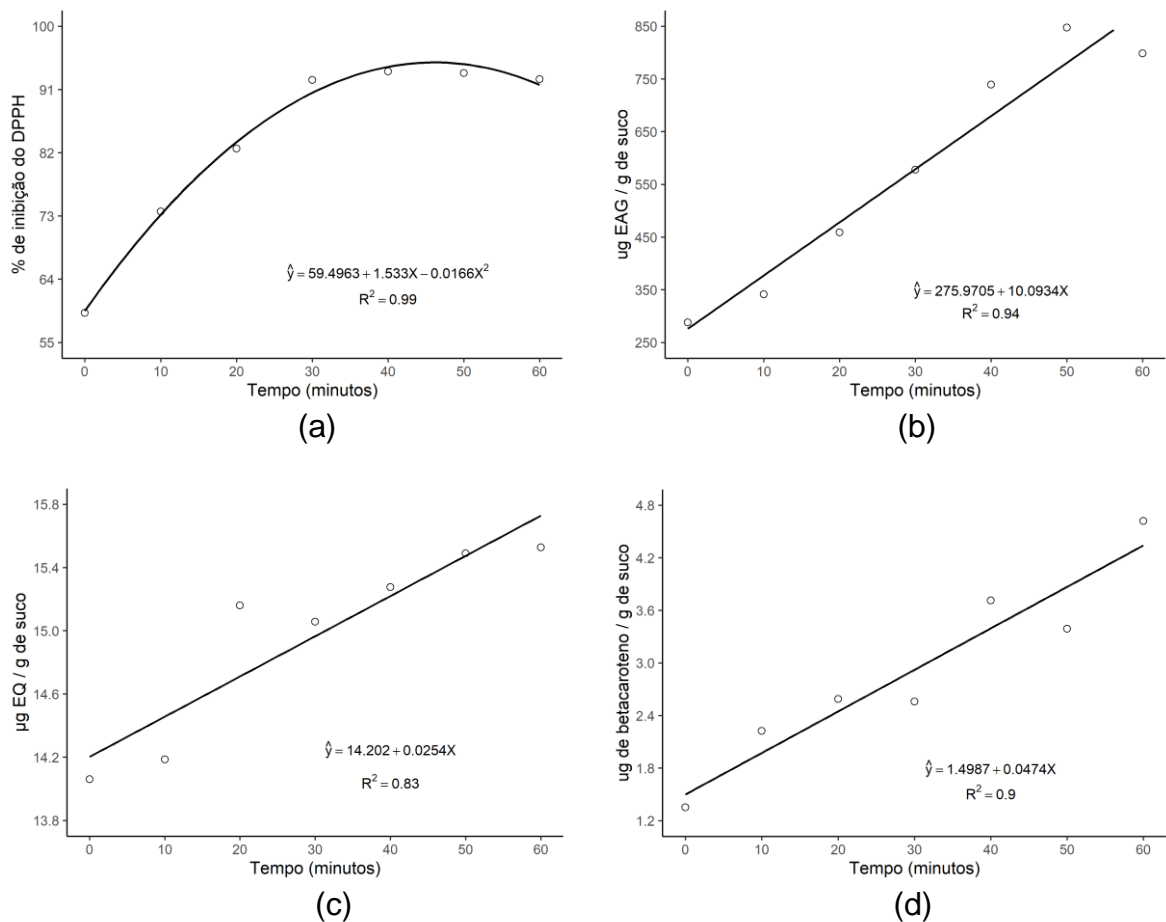 100
91
82
73
64
55
% de inibição do DPPH
ŷ = 59.4963 + 1.533X − 0.0166X²
R² = 0.99
0 10 20 30 40 50 60
Tempo (minutos)
(a)
850
750
650
550
450
350
250
ug EAG / g de suco
ŷ = 275.9705 + 10.0934X
R² = 0.94
0 10 20 30 40 50 60
Tempo (minutos)
(b)
15.8
15.4
15.0
14.6
14.2
13.8
µg EQ / g de suco
ŷ = 14.202 + 0.0254X
R² = 0.83
0 10 20 30 40 50 60
Tempo (minutos)
(c)
4.8
4.2
3.6
3.0
2.4
1.8
1.2
ug de betacaroteno / g de suco
ŷ = 1.4987 + 0.0474X
R² = 0.9
0 10 20 30 40 50 60
Tempo (minutos)
(d)